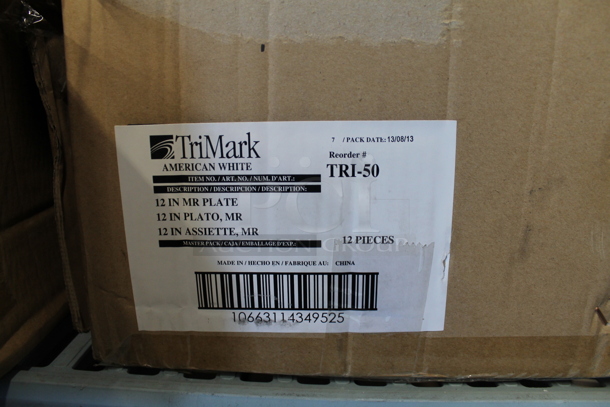 TriMark
AMERICAN WHITE
7 / PACK DATE: 13/08/13
Reorder #
TRI-50
ITEM NO. / ART. NO. / NUM. D'ART.:
DESCRIPTION / DESCRIPCION / DESCRIPTION:
12 IN MR PLATE
12 IN PLATO, MR
12 IN ASSIETTE, MR
MASTER PACK / CAJA / EMBALLAGE D'EXP.:
12 PIECES
MADE IN / HECHO EN / FABRIQUE AU: CHINA
10663114349525